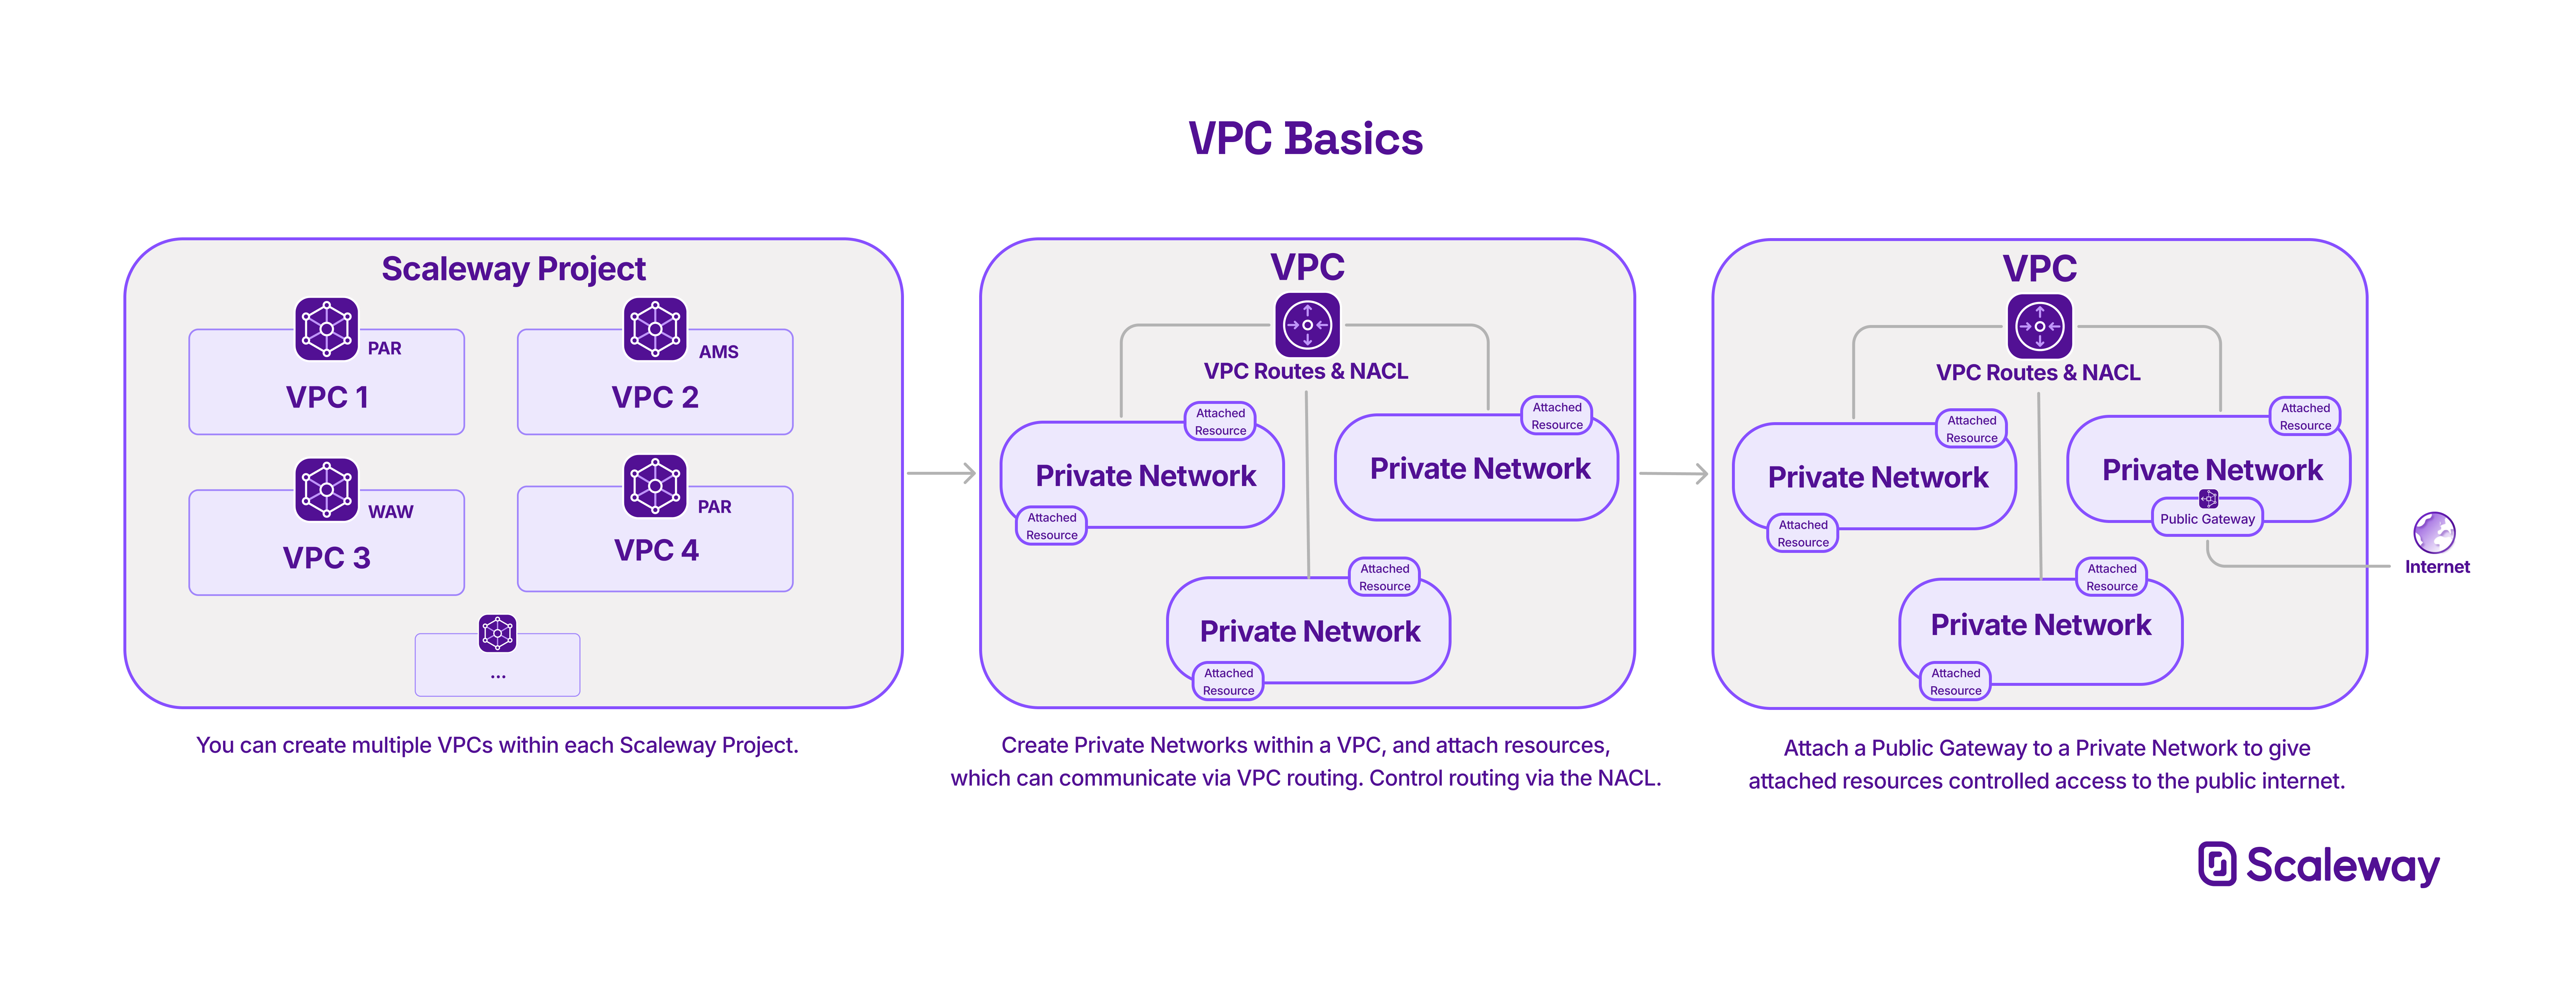 VPC Basics
Scaleway Project
PAR
VPC 1
AMS
VPC 2
WAW
VPC 3
PAR
VPC 4
...
You can create multiple VPCs within each Scaleway Project.
VPC
VPC Routes & NACL
Attached
Resource
Private Network
Attached
Resource
Attached
Resource
Private Network
Attached
Resource
Private Network
Attached
Resource
Create Private Networks within a VPC, and attach resources,
which can communicate via VPC routing. Control routing via the NACL.
VPC
VPC Routes & NACL
Attached
Resource
Private Network
Attached
Resource
Attached
Resource
Private Network
Public Gateway
Internet
Attached
Resource
Private Network
Attached
Resource
Attach a Public Gateway to a Private Network to give
attached resources controlled access to the public internet.
Scaleway